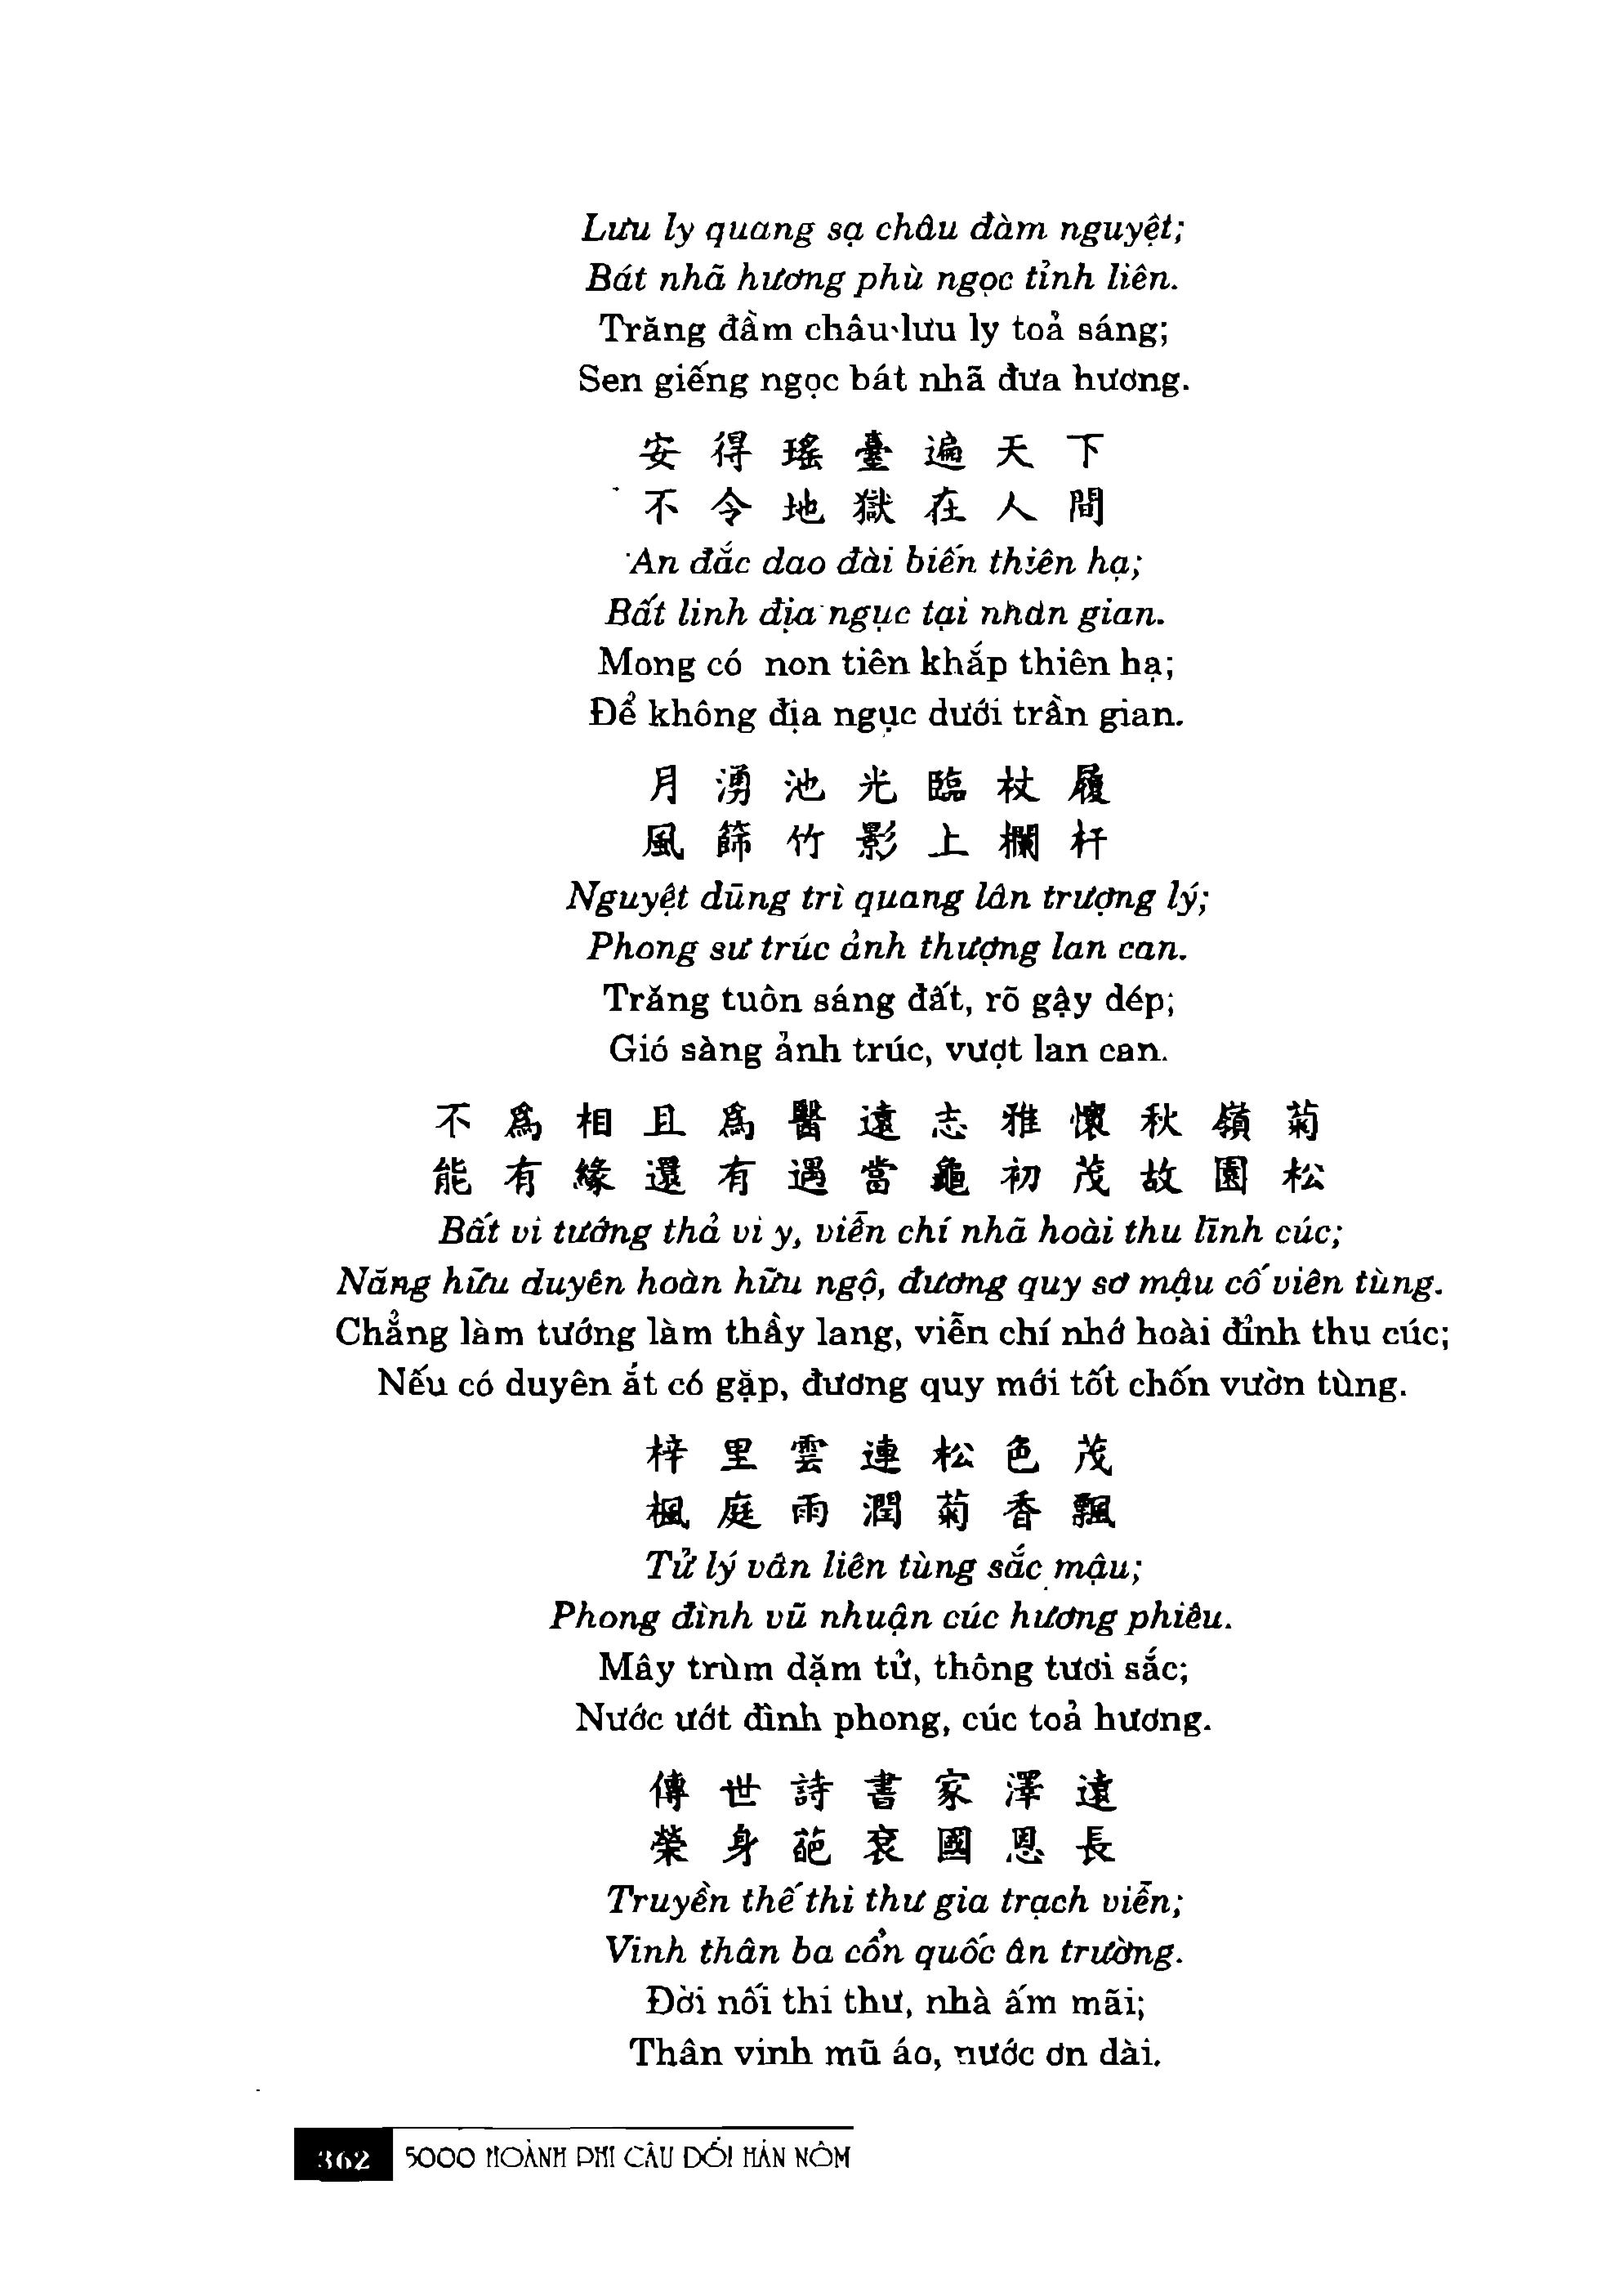 Lưu ly quang sạ châu đàm nguyệt;
Bát nhã hương phù ngọc tỉnh liên.
Trăng đầm châu lưu ly toả sáng;
Sen giếng ngọc bát nhã đưa hương.
安得瑤臺遍天下
不令地獄在人間
An đắc dao đài biến thiên hạ;
Bất linh địa ngục tại nhân gian.
Mong có non tiên khắp thiên hạ;
Để không địa ngục dưới trần gian.
月湧池光臨杖履
風篩竹影上欄杆
Nguyệt dũng trì quang lân trượng lý;
Phong sư trúc ảnh thượng lan can.
Trăng tuôn sáng đất, rõ gậy dép;
Gió sàng ảnh trúc, vượt lan can.
不爲相且爲醫遠志雅懷秋嶺菊
能有緣還有遇當龜初茂故園松
Bất vi tướng thả vi y, viễn chí nhã hoài thu lĩnh cúc;
Năng hữu duyên hoàn hữu ngộ, đương quy sơ mậu cố viên tùng.
Chẳng làm tướng làm thầy lang, viễn chí nhớ hoài đỉnh thu cúc;
Nếu có duyên ắt có gặp, đương quy mới tốt chốn vườn tùng.
梓里雲連松色茂
楓庭雨潤菊香飄
Tử lý vân liên tùng sắc mậu;
Phong đình vũ nhuận cúc hương phiêu.
Mây trùm dặm tử, thông tươi sắc;
Nước ướt đình phong, cúc toả hương.
傳世詩書家澤遠
榮身葩袞國恩長
Truyền thế thi thư gia trạch viễn;
Vinh thân ba cổn quốc ân trường.
Đời nối thi thư, nhà ấm mãi;
Thân vinh mũ áo, nước ơn dài.
362 5000 HOÀNH PHI CÂU ĐỐI HÁN NÔM